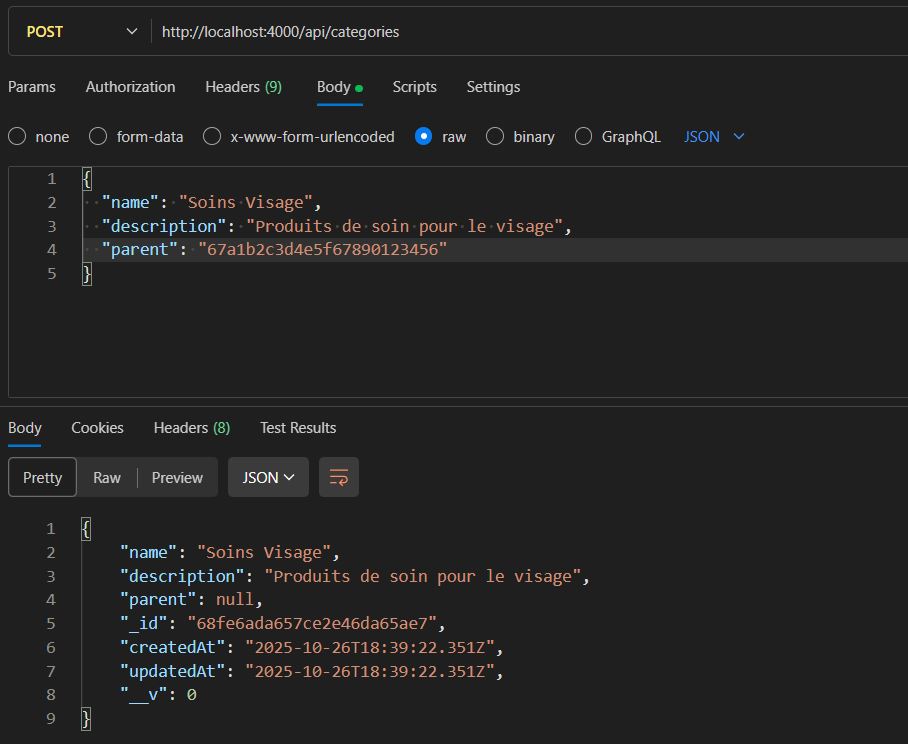 POST http://localhost:4000/api/categories
Params Authorization Headers (9) Body Scripts Settings
none form-data x-www-form-urlencoded raw binary GraphQL JSON
1 {
2 "name": "Soins Visage",
3 "description": "Produits de soin pour le visage",
4 "parent": "67a1b2c3d4e5f67890123456"
5 }
Body Cookies Headers (8) Test Results
Pretty Raw Preview JSON
1 {
2 "name": "Soins Visage",
3 "description": "Produits de soin pour le visage",
4 "parent": null,
5 "_id": "68fe6ada657ce2e46da65ae7",
6 "createdAt": "2025-10-26T18:39:22.351Z",
7 "updatedAt": "2025-10-26T18:39:22.351Z",
8 "__v": 0
9 }